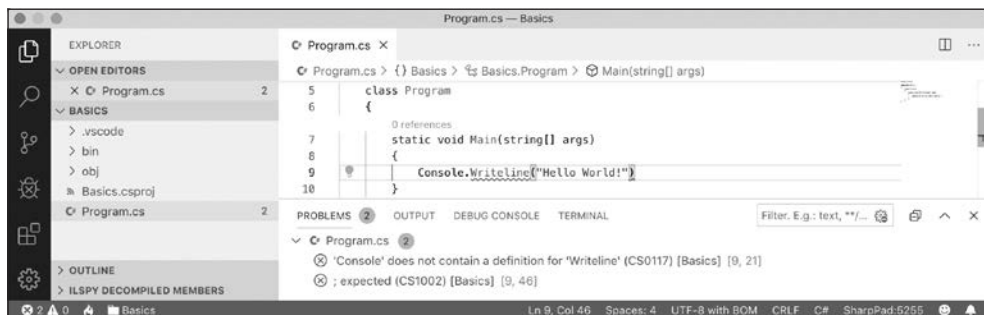 Program.cs — Basics
EXPLORER
OPEN EDITORS
Program.cs 2
BASICS
.vscode
bin
obj
Basics.csproj
Program.cs 2
OUTLINE
ILSPY DECOMPILED MEMBERS
Program.cs
Program.cs > {} Basics > Basics.Program > Main(string[] args)
5 class Program
6 {
0 references
7 static void Main(string[] args)
8 {
9 Console.Writeline("Hello World!")
10 }
PROBLEMS 2 OUTPUT DEBUG CONSOLE TERMINAL Filter. E.g.: text, **/...
Program.cs 2
'Console' does not contain a definition for 'Writeline' (CS0117) [Basics] [9, 21]
; expected (CS1002) [Basics] [9, 46]
2 0 Basics Ln 9, Col 46 Spaces: 4 UTF-8 with BOM CRLF C# SharpPad:5255